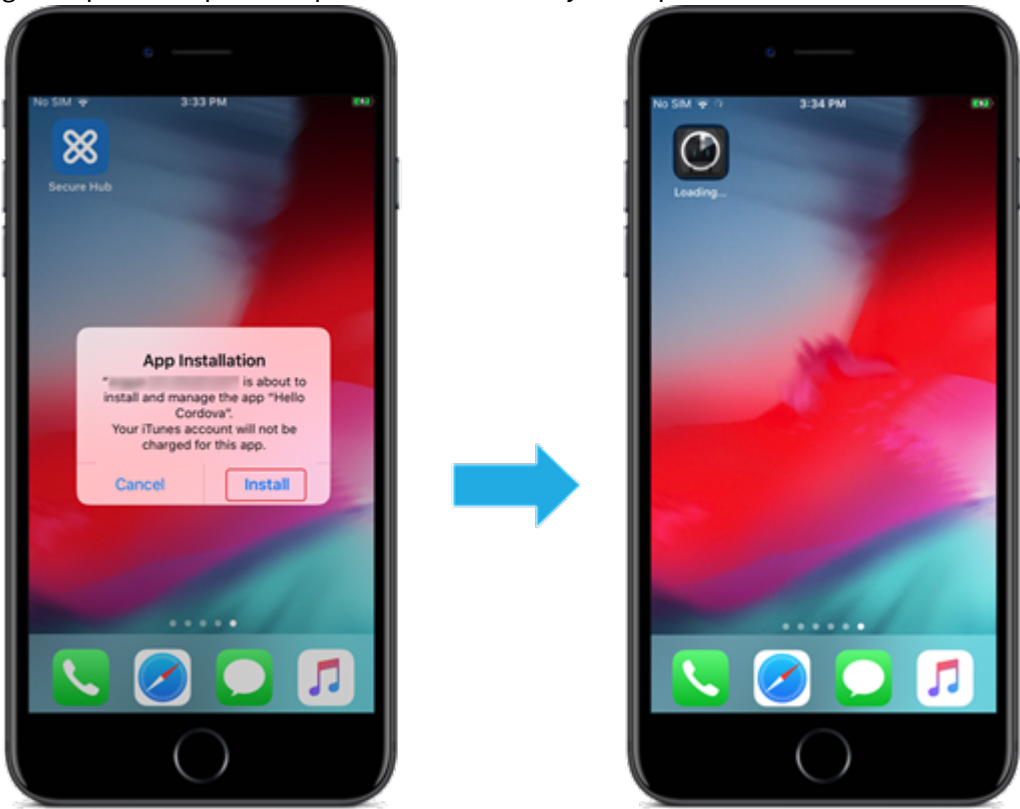 No SIM
3:33 PM
Secure Hub
App Installation
" " is about to
install and manage the app "Hello
Cordova".
Your iTunes account will not be
charged for this app.
Cancel
Install
No SIM
3:34 PM
Loading...